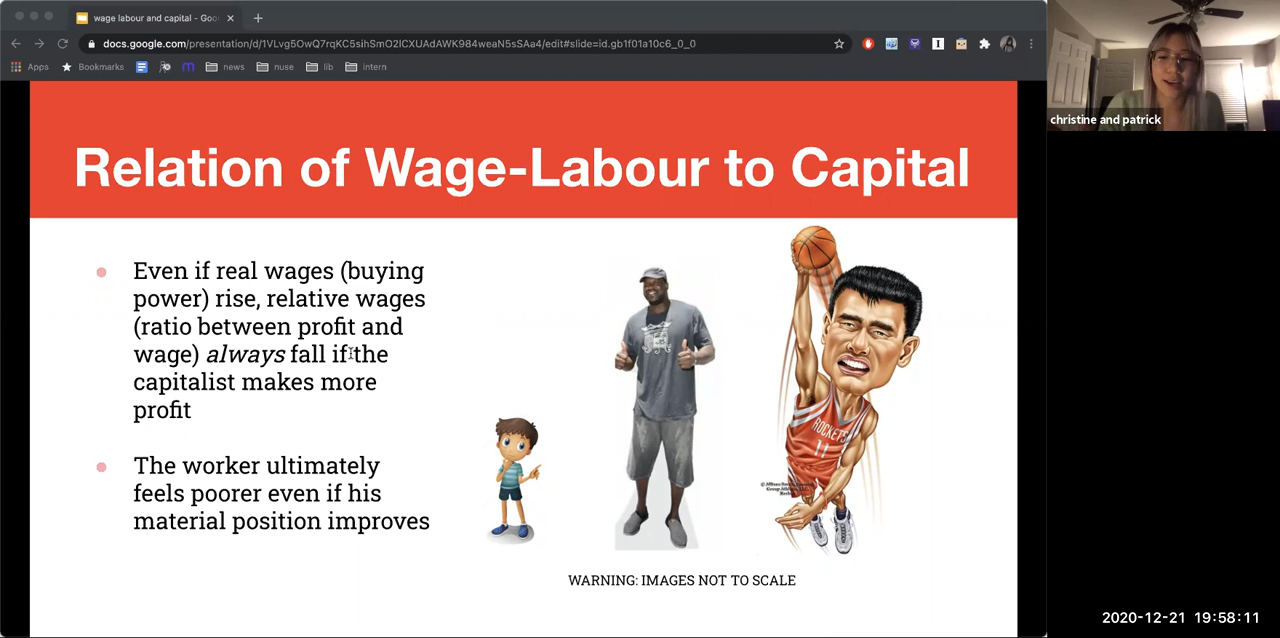 wage labour and capital - Goo
docs.google.com/presentation/d/1VLvg5OwQ7rqKC5sihSmO2ICXUAdAWK984weaN5sSAa4/edit#slide=id.gb1f01a10c6_0_0
Apps Bookmarks news nuse lib intern
christine and patrick
Relation of Wage-Labour to Capital
Even if real wages (buying
power) rise, relative wages
(ratio between profit and
wage) always fall if the
capitalist makes more
profit
The worker ultimately
feels poorer even if his
material position improves
ROCKETS
11
WARNING: IMAGES NOT TO SCALE
2020-12-21 19:58:11